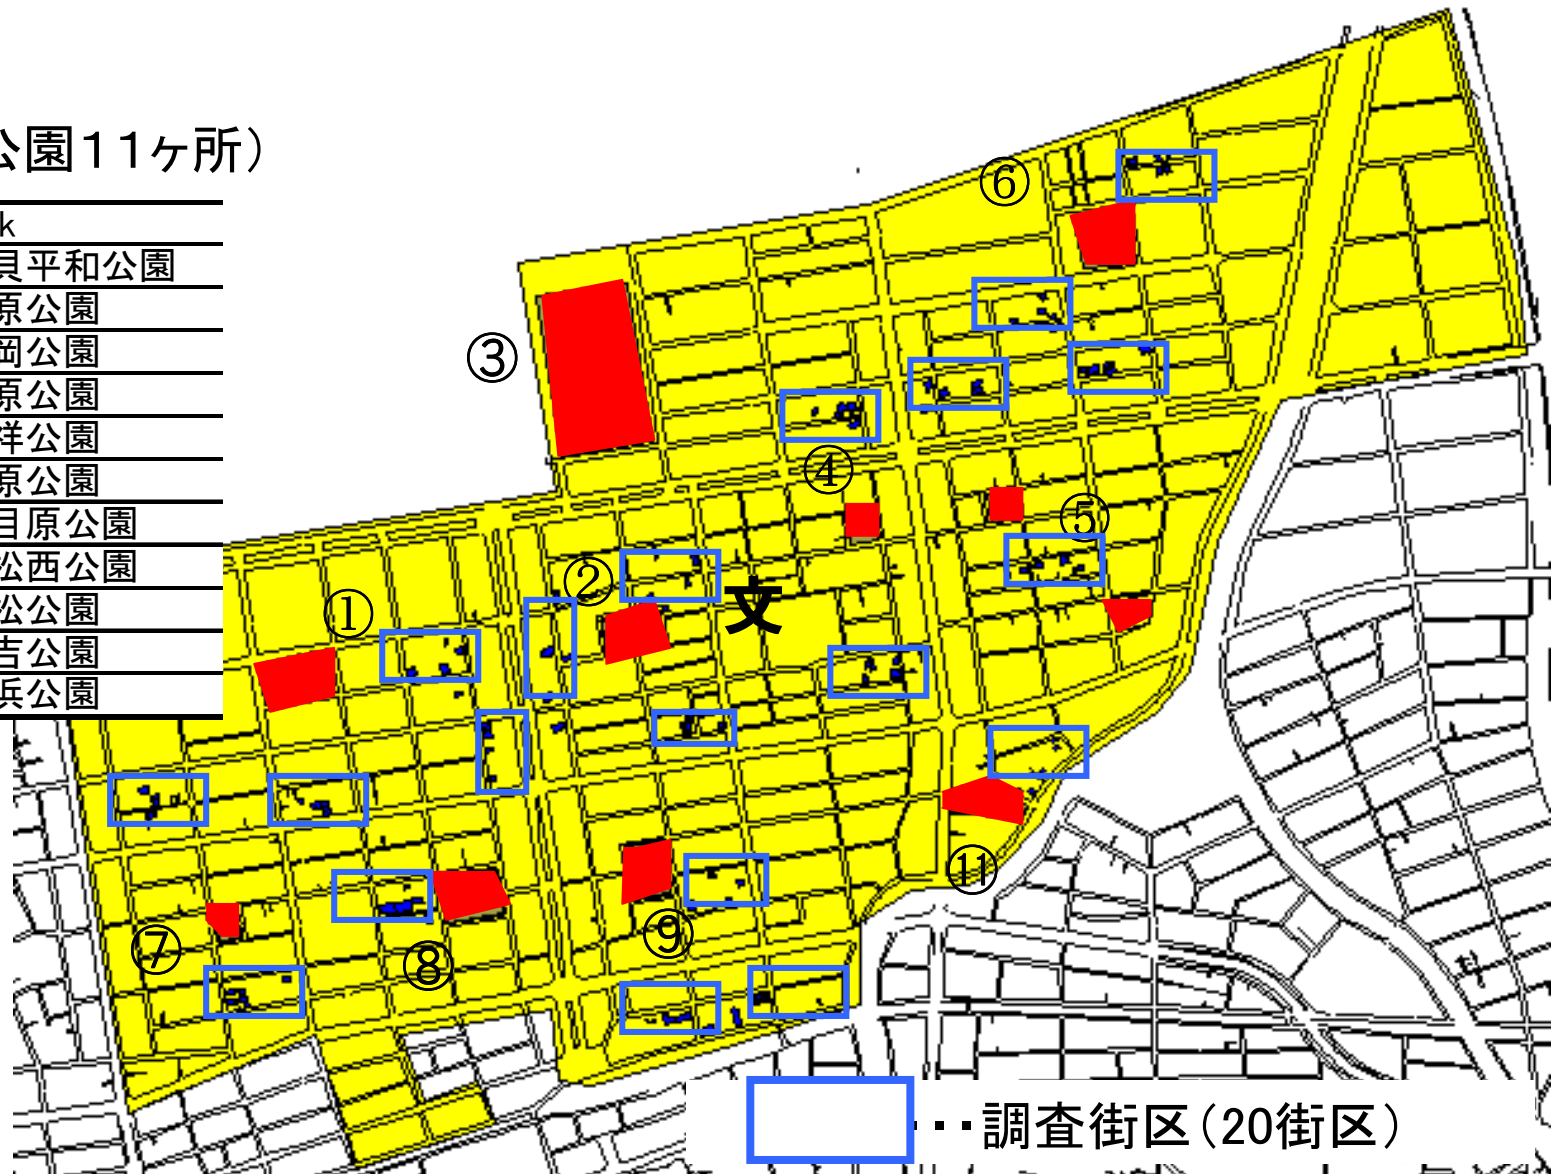 公園11ヶ所）
k
貝平和公園
原公園
岡公園
原公園
祥公園
原公園
目原公園
松西公園
松公園
吉公園
浜公園
⑥
③
④
⑤
②
文
①
⑪
⑦
⑧
⑨
･･･調査街区（20街区）